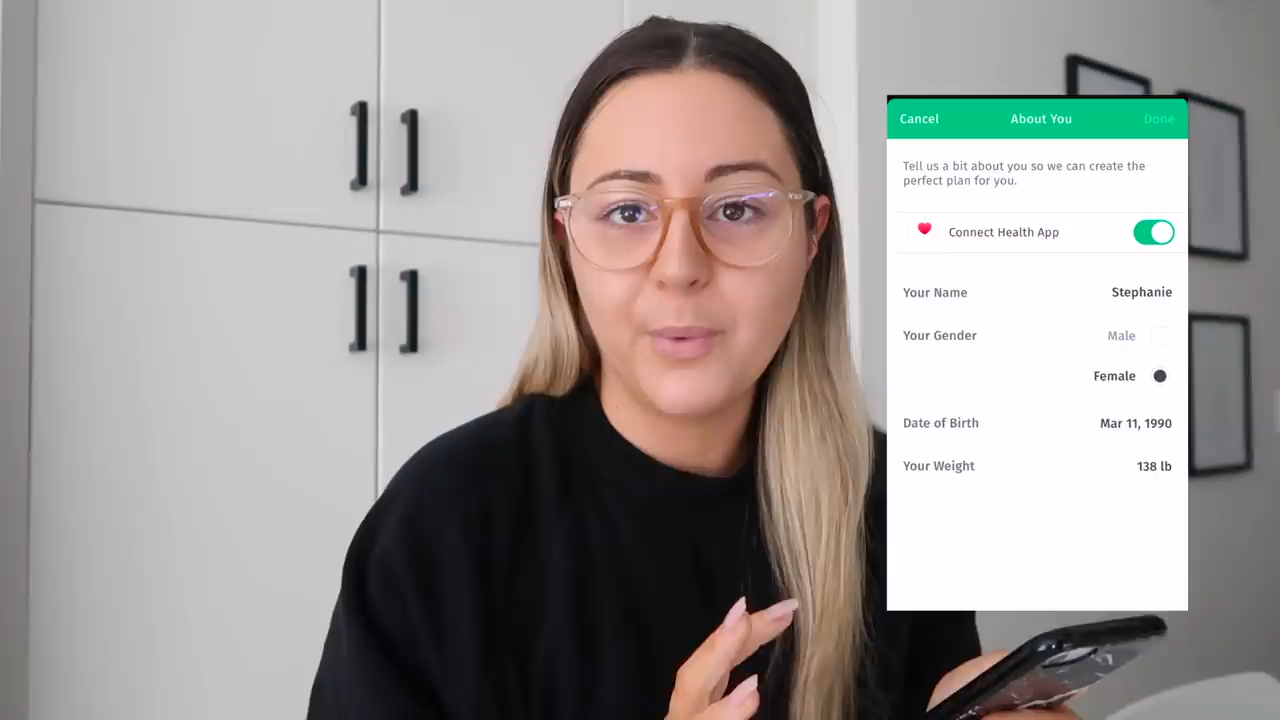 Cancel About You Done
Tell us a bit about you so we can create the
perfect plan for you.
Connect Health App
Your Name Stephanie
Your Gender Male
Female
Date of Birth Mar 11, 1990
Your Weight 138 lb